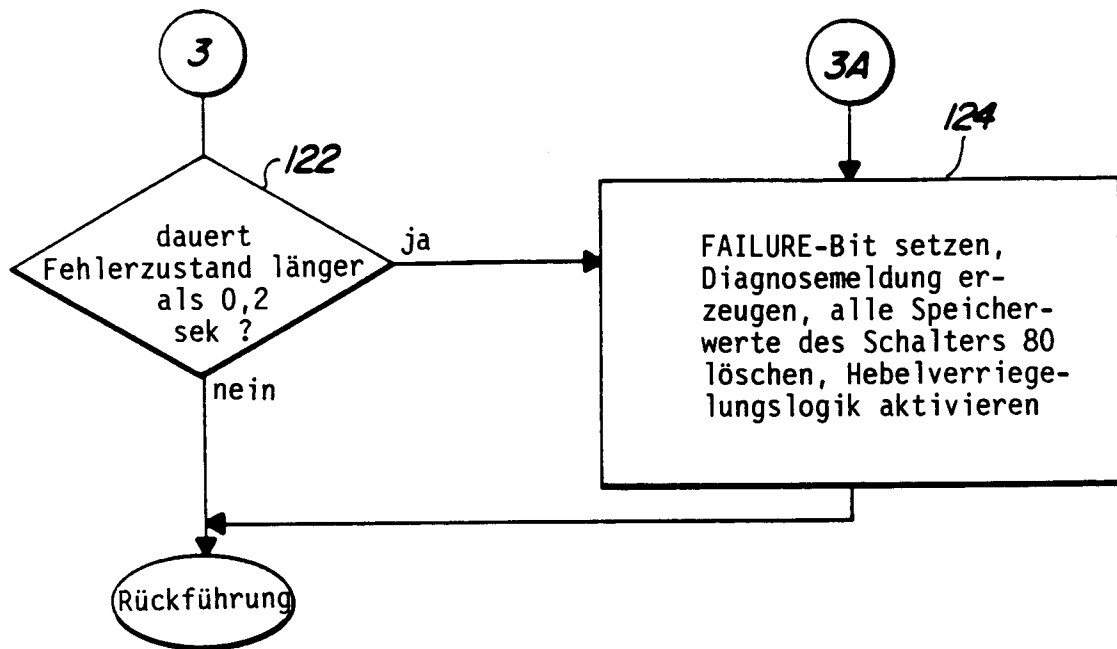 3
3A
122
124
dauert
Fehlerzustand länger
als 0,2
sek ?
ja
nein
FAILURE-Bit setzen,
Diagnosemeldung er-
zeugen, alle Speicher-
werte des Schalters 80
löschen, Hebelverriege-
lungslogik aktivieren
Rückführung